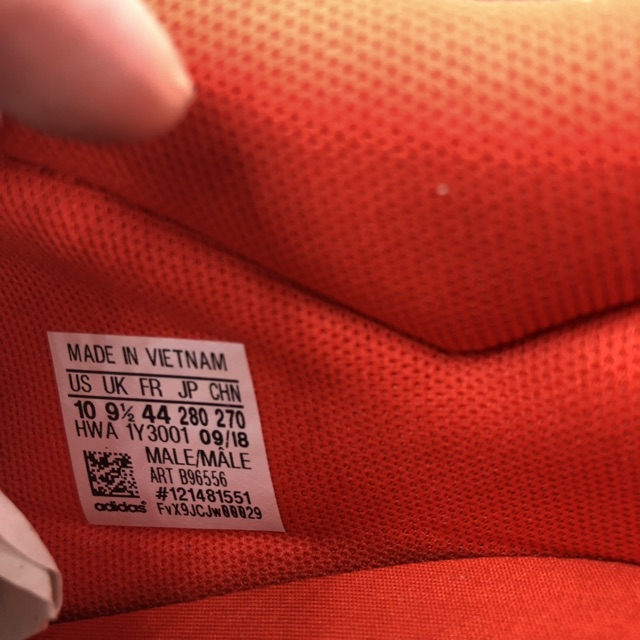 MADE IN VIETNAM
US UK FR JP CHN
10 9½ 44 280 270
HWA 1Y3001 09/18
MALE/MÂLE
ART B96556
#121481551
adidas FvX9JCJw00029